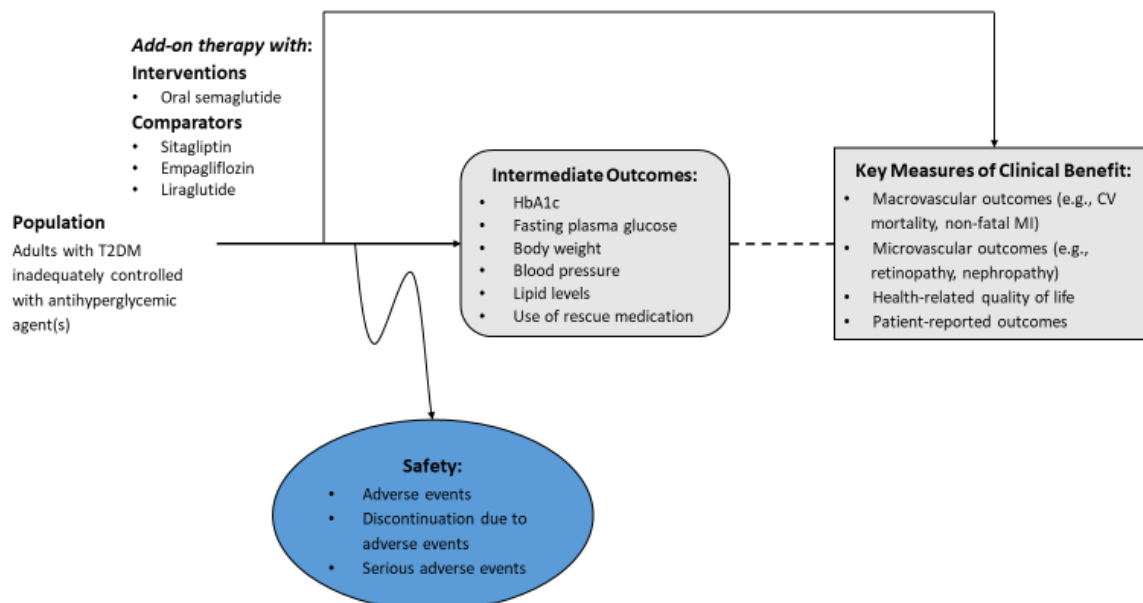 Add-on therapy with:
Interventions
• Oral semaglutide
Comparators
• Sitagliptin
• Empagliflozin
• Liraglutide
Population
Adults with T2DM
inadequately controlled
with antihyperglycemic
agent(s)
Intermediate Outcomes:
• HbA1c
• Fasting plasma glucose
• Body weight
• Blood pressure
• Lipid levels
• Use of rescue medication
Key Measures of Clinical Benefit:
• Macrovascular outcomes (e.g., CV
mortality, non-fatal MI)
• Microvascular outcomes (e.g.,
retinopathy, nephropathy)
• Health-related quality of life
• Patient-reported outcomes
Safety:
• Adverse events
• Discontinuation due to
adverse events
• Serious adverse events